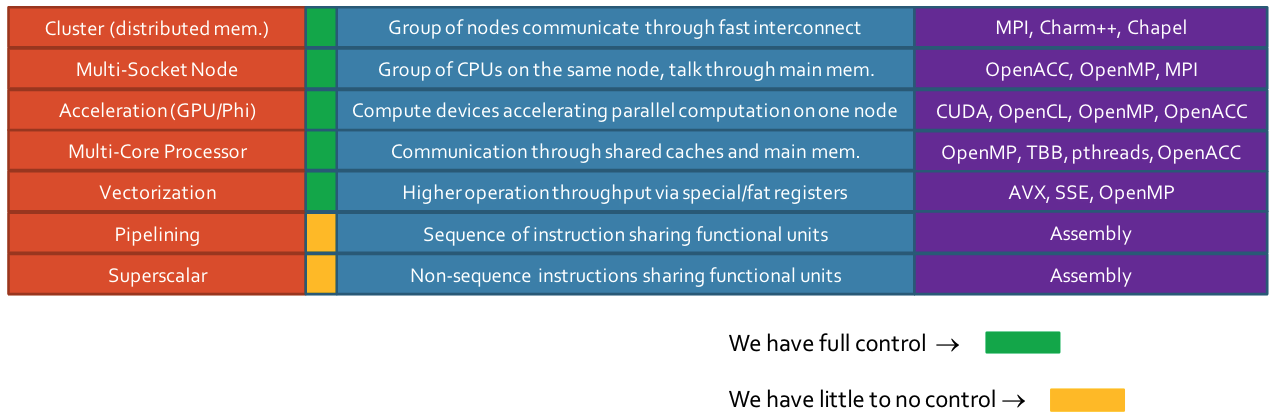 Cluster (distributed mem.) Group of nodes communicate through fast interconnect MPI, Charm++, Chapel
Multi-Socket Node Group of CPUs on the same node, talk through main mem. OpenACC, OpenMP, MPI
Acceleration (GPU/Phi) Compute devices accelerating parallel computation on one node CUDA, OpenCL, OpenMP, OpenACC
Multi-Core Processor Communication through shared caches and main mem. OpenMP, TBB, pthreads, OpenACC
Vectorization Higher operation throughput via special/fat registers AVX, SSE, OpenMP
Pipelining Sequence of instruction sharing functional units Assembly
Superscalar Non-sequence instructions sharing functional units Assembly
We have full control →
We have little to no control →